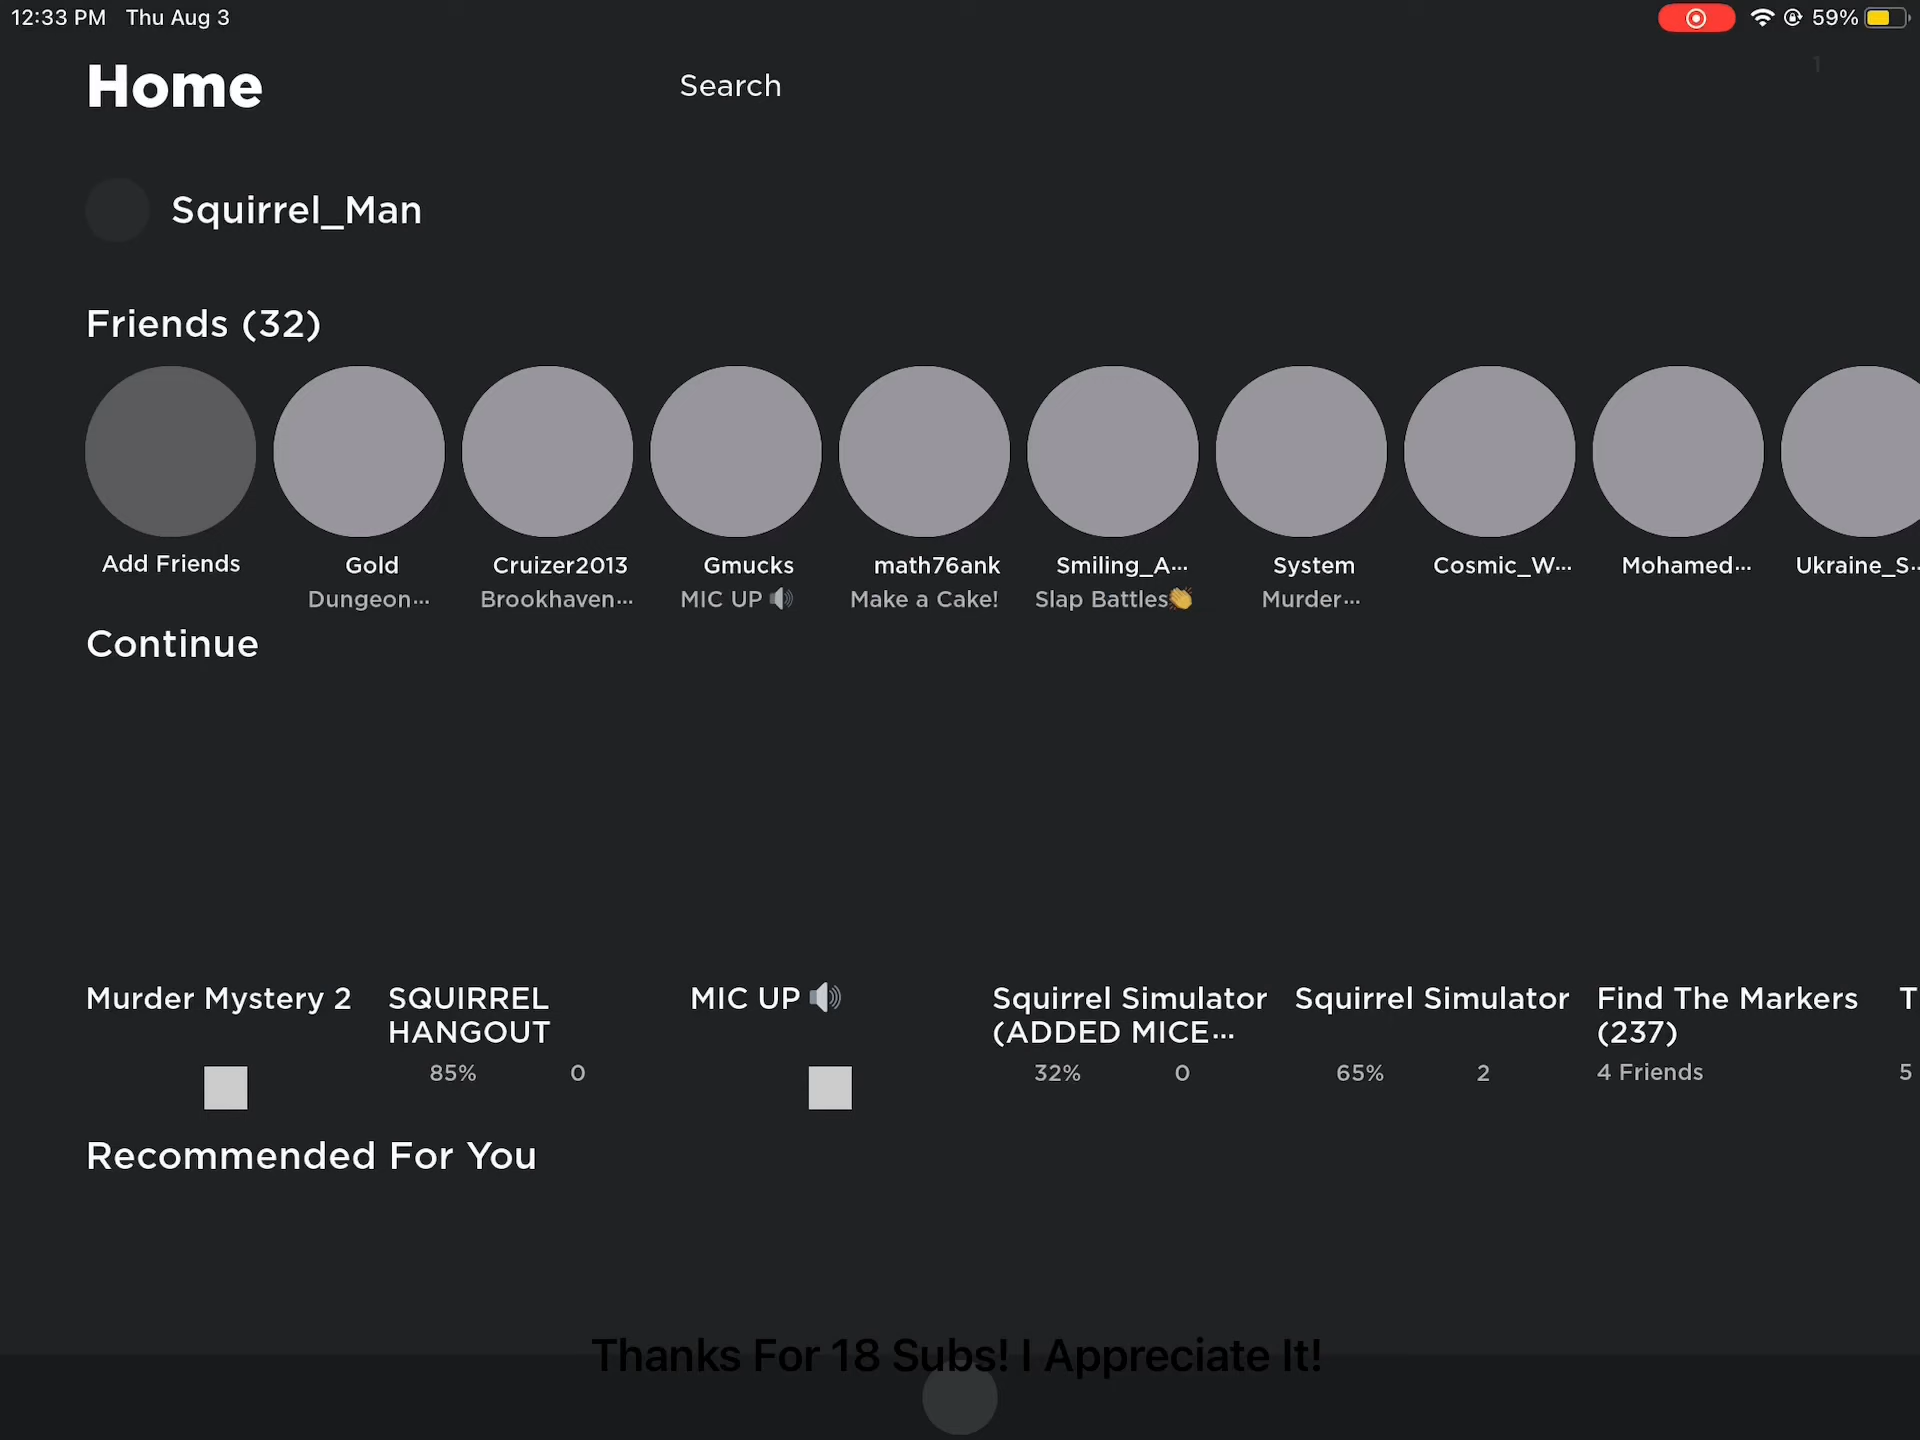 12:33 PM Thu Aug 3
59%
1
Home
Search
Squirrel_Man
Friends (32)
Add Friends
Gold
Cruizer2013
Gmucks
math76ank
Smiling_A...
System
Cosmic_W...
Mohamed...
Ukraine_S...
Dungeon...
Brookhaven...
MIC UP 🔊
Make a Cake!
Slap Battles👏
Murder...
Continue
Murder Mystery 2
SQUIRREL
HANGOUT
85% 0
MIC UP 🔊
Squirrel Simulator
(ADDED MICE...
32% 0
Squirrel Simulator
65% 2
Find The Markers
(237)
4 Friends
T
5
Recommended For You
Thanks For 18 Subs! I Appreciate It!